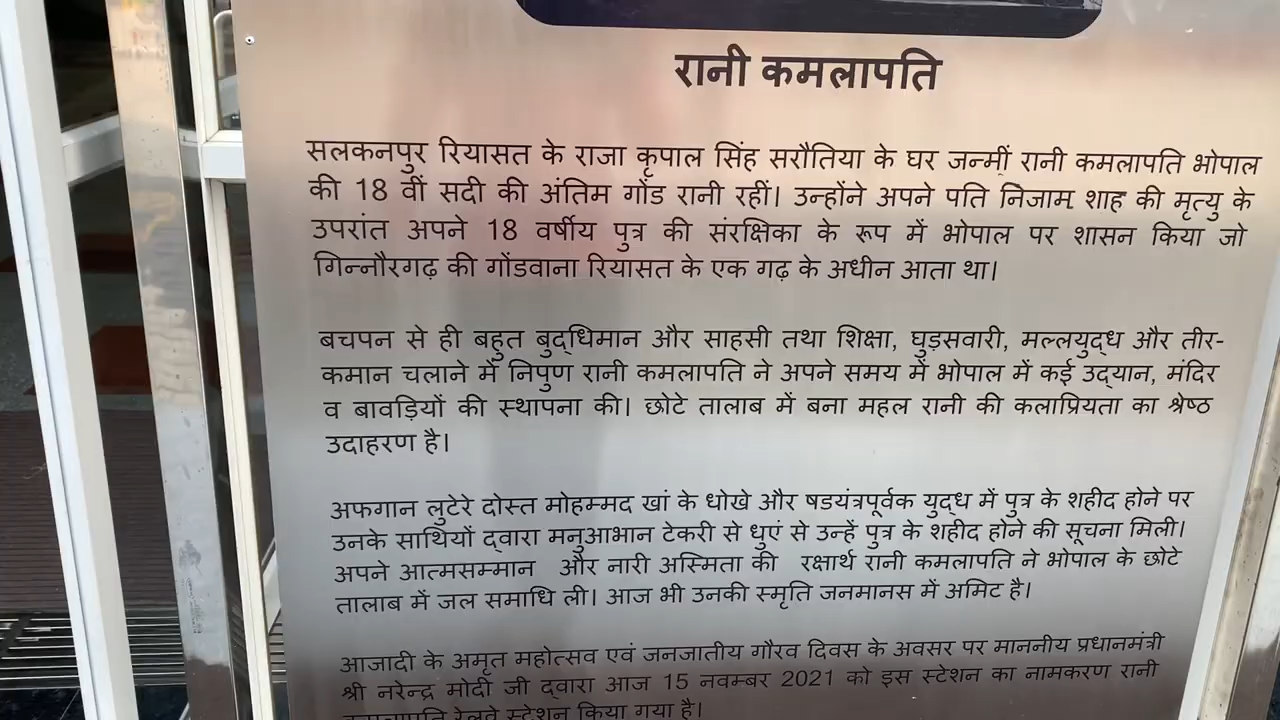 रानी कमलापति
सलकनपुर रियासत के राजा कृपाल सिंह सरौतिया के घर जन्मीं रानी कमलापति भोपाल
की 18 वीं सदी की अंतिम गोंड रानी रहीं। उन्होंने अपने पति निजाम शाह की मृत्यु के
उपरांत अपने 18 वर्षीय पुत्र की संरक्षिका के रूप में भोपाल पर शासन किया जो
गिन्नौरगढ़ की गोंडवाना रियासत के एक गढ़ के अधीन आता था।
बचपन से ही बहुत बुद्धिमान और साहसी तथा शिक्षा, घुड़सवारी, मल्लयुद्ध और तीर-
कमान चलाने में निपुण रानी कमलापति ने अपने समय में भोपाल में कई उद्यान, मंदिर
व बावड़ियों की स्थापना की। छोटे तालाब में बना महल रानी की कलाप्रियता का श्रेष्ठ
उदाहरण है।
अफगान लुटेरे दोस्त मोहम्मद खां के धोखे और षडयंत्रपूर्वक युद्ध में पुत्र के शहीद होने पर
उनके साथियों द्वारा मनुआभान टेकरी से धुएं से उन्हें पुत्र के शहीद होने की सूचना मिली।
अपने आत्मसम्मान और नारी अस्मिता की रक्षार्थ रानी कमलापति ने भोपाल के छोटे
तालाब में जल समाधि ली। आज भी उनकी स्मृति जनमानस में अमिट है।
आजादी के अमृत महोत्सव एवं जनजातीय गौरव दिवस के अवसर पर माननीय प्रधानमंत्री
श्री नरेन्द्र मोदी जी द्वारा आज 15 नवम्बर 2021 को इस स्टेशन का नामकरण रानी
कमलापति रेलवे स्टेशन किया गया है।